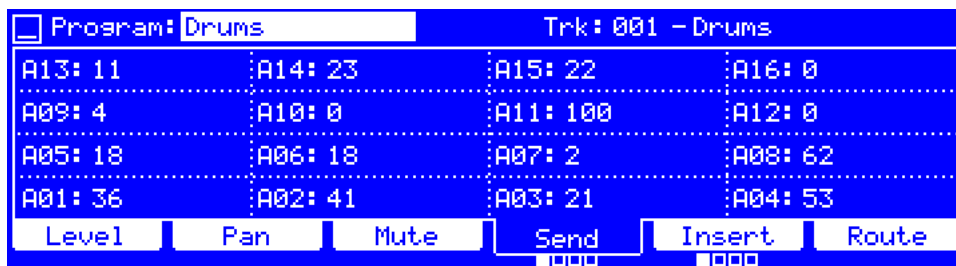 Program: Drums Trk: 001 - Drums
A13: 11 A14: 23 A15: 22 A16: 0
A09: 4 A10: 0 A11: 100 A12: 0
A05: 18 A06: 18 A07: 2 A08: 62
A01: 36 A02: 41 A03: 21 A04: 53
Level Pan Mute Send Insert Route